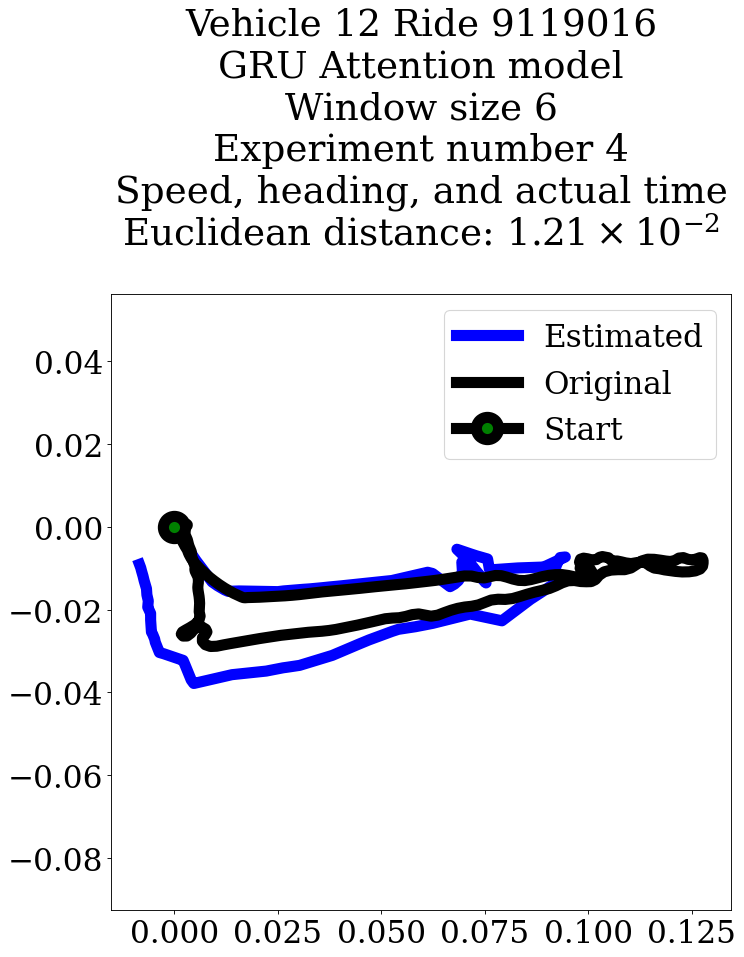 Vehicle 12 Ride 9119016
GRU Attention model
Window size 6
Experiment number 4
Speed, heading, and actual time
Euclidean distance: 1.21 × 10⁻²
Estimated
Original
Start
0.04
0.02
0.00
−0.02
−0.04
−0.06
−0.08
0.000 0.025 0.050 0.075 0.100 0.125